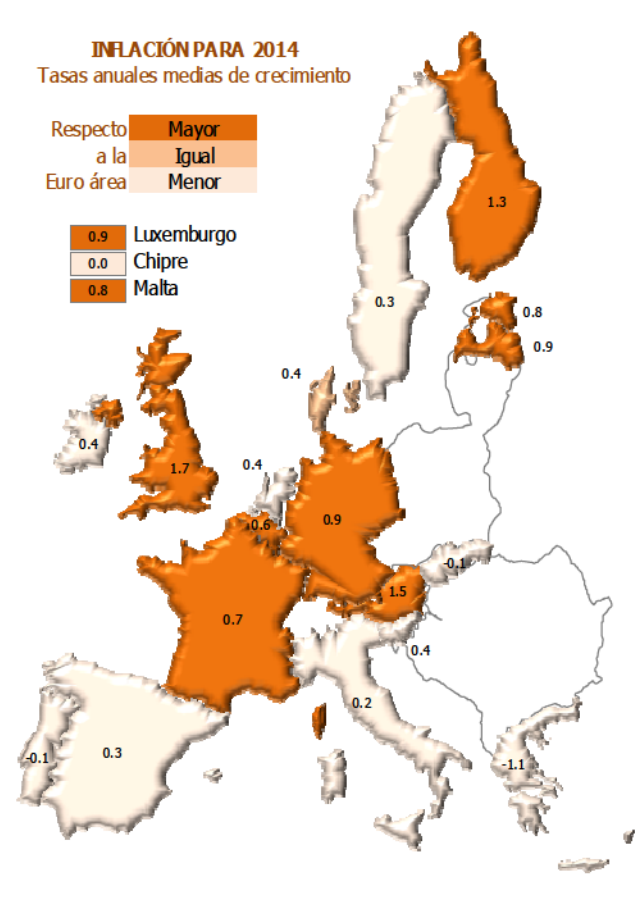 INFLACIÓN PARA 2014
Tasas anuales medias de crecimiento
Respecto Mayor
a la Igual
Euro área Menor
0.9 Luxemburgo
0.0 Chipre
0.8 Malta
1.3
0.3
0.8
0.9
0.4
0.4
1.7
0.4
0.6
0.9
-0.1
1.5
0.7
0.4
0.2
0.3
-0.1
-1.1